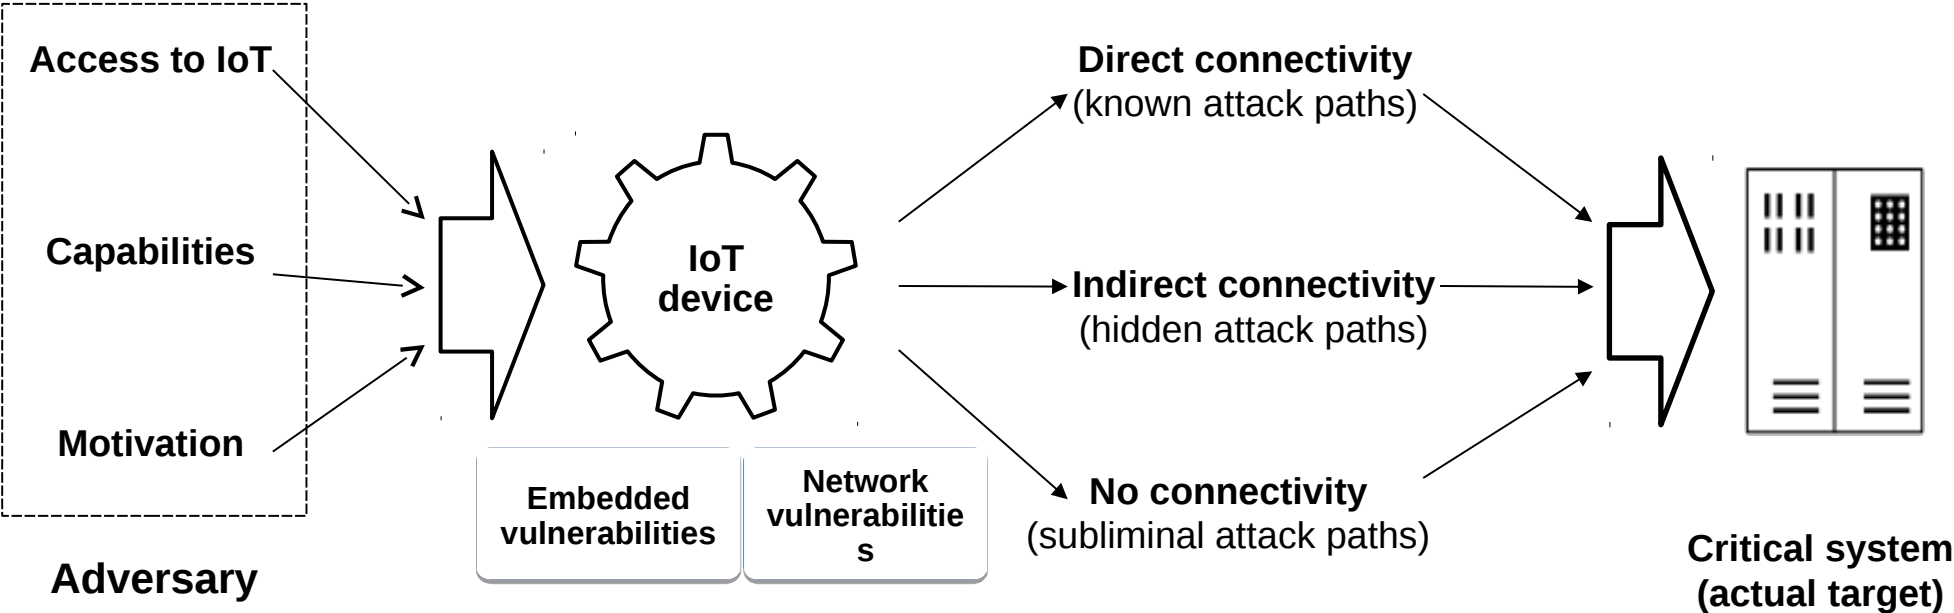 Access to IoT
Capabilities
Motivation
Adversary
IoT
device
Embedded
vulnerabilities
Network
vulnerabilitie
s
Direct connectivity
(known attack paths)
Indirect connectivity
(hidden attack paths)
No connectivity
(subliminal attack paths)
Critical system
(actual target)